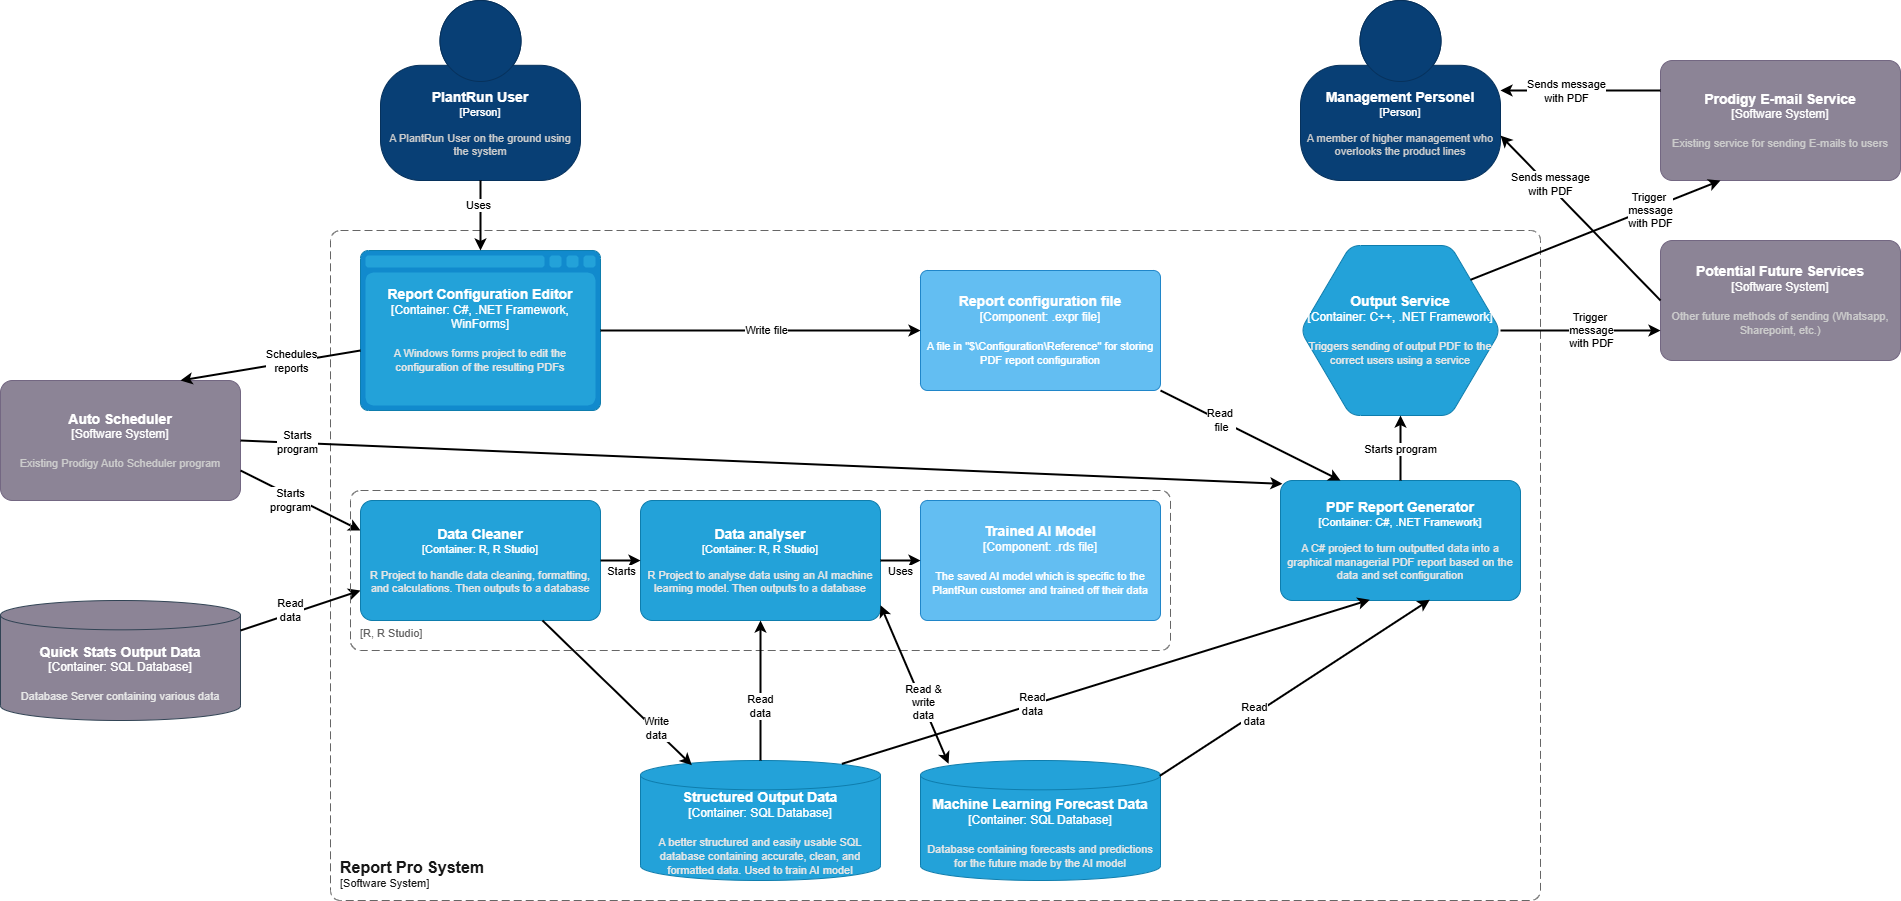 PlantRun User
[Person]
A PlantRun User on the ground using
the system
Management Personel
[Person]
A member of higher management who
overlooks the product lines
Sends message
with PDF
Prodigy E-mail Service
[Software System]
Existing service for sending E-mails to users
Sends message
with PDF
Uses
Trigger
message
with PDF
Report Configuration Editor
[Container: C#, .NET Framework,
WinForms]
A Windows forms project to edit the
configuration of the resulting PDFs
Write file
Report configuration file
[Component: .expr file]
A file in "$\Configuration\Reference" for storing
PDF report configuration
Output Service
[Container: C++, .NET Framework]
Triggers sending of output PDF to the
correct users using a service
Trigger
message
with PDF
Potential Future Services
[Software System]
Other future methods of sending (Whatsapp,
Sharepoint, etc.)
Schedules
reports
Auto Scheduler
[Software System]
Existing Prodigy Auto Scheduler program
Starts
program
Starts
program
Read
file
Starts program
Data Cleaner
[Container: R, R Studio]
R Project to handle data cleaning, formatting,
and calculations. Then outputs to a database
Starts
Data analyser
[Container: R, R Studio]
R Project to analyse data using an AI machine
learning model. Then outputs to a database
Uses
Trained AI Model
[Component: .rds file]
The saved AI model which is specific to the
PlantRun customer and trained off their data
PDF Report Generator
[Container: C#, .NET Framework]
A C# project to turn outputted data into a
graphical managerial PDF report based on the
data and set configuration
[R, R Studio]
Read
data
Quick Stats Output Data
[Container: SQL Database]
Database Server containing various data
Write
data
Read
data
Read &
write
data
Read
data
Read
data
Structured Output Data
[Container: SQL Database]
A better structured and easily usable SQL
database containing accurate, clean, and
formatted data. Used to train AI model
Machine Learning Forecast Data
[Container: SQL Database]
Database containing forecasts and predictions
for the future made by the AI model
Report Pro System
[Software System]